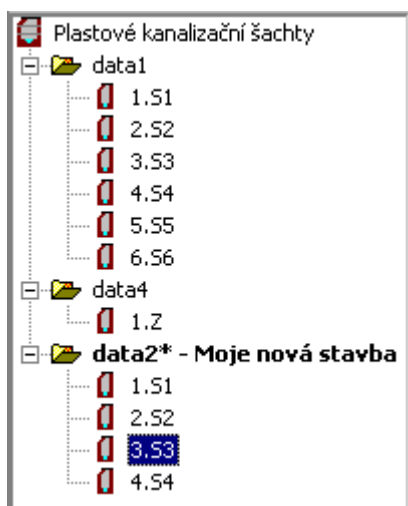 Plastové kanalizační šachty
data1
1.S1
2.S2
3.S3
4.S4
5.S5
6.S6
data4
1.Z
data2* - Moje nová stavba
1.S1
2.S2
3.S3
4.S4